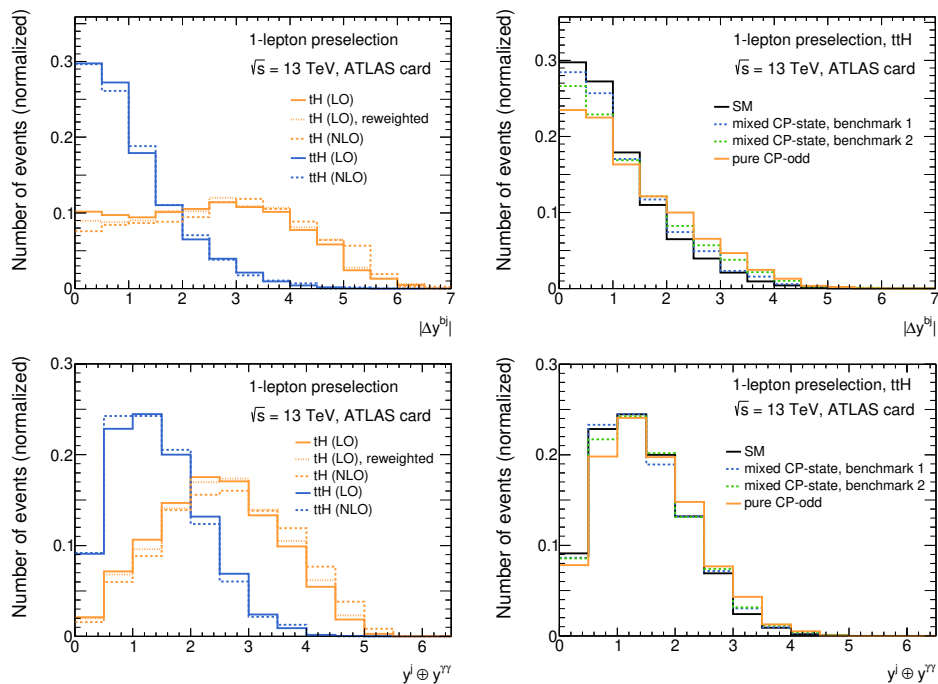 Number of events (normalized)
0.3
0.2
0.1
0
1-lepton preselection
√s = 13 TeV, ATLAS card
tH (LO)
tH (LO), reweighted
tH (NLO)
ttH (LO)
ttH (NLO)
0 1 2 3 4 5 6 7
|Δy^{bj}|
Number of events (normalized)
0.3
0.2
0.1
0
1-lepton preselection, ttH
√s = 13 TeV, ATLAS card
SM
mixed CP-state, benchmark 1
mixed CP-state, benchmark 2
pure CP-odd
0 1 2 3 4 5 6 7
|Δy^{bj}|
Number of events (normalized)
0.3
0.2
0.1
0
1-lepton preselection
√s = 13 TeV, ATLAS card
tH (LO)
tH (LO), reweighted
tH (NLO)
ttH (LO)
ttH (NLO)
0 1 2 3 4 5 6
y^j ⊕ y^{γγ}
Number of events (normalized)
0.3
0.2
0.1
0
1-lepton preselection, ttH
√s = 13 TeV, ATLAS card
SM
mixed CP-state, benchmark 1
mixed CP-state, benchmark 2
pure CP-odd
0 1 2 3 4 5 6
y^j ⊕ y^{γγ}